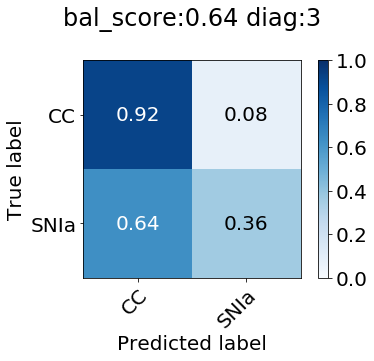 bal_score:0.64 diag:3
True label
CC
0.92
0.08
SNIa
0.64
0.36
CC
SNIa
Predicted label
1.0
0.8
0.6
0.4
0.2
0.0